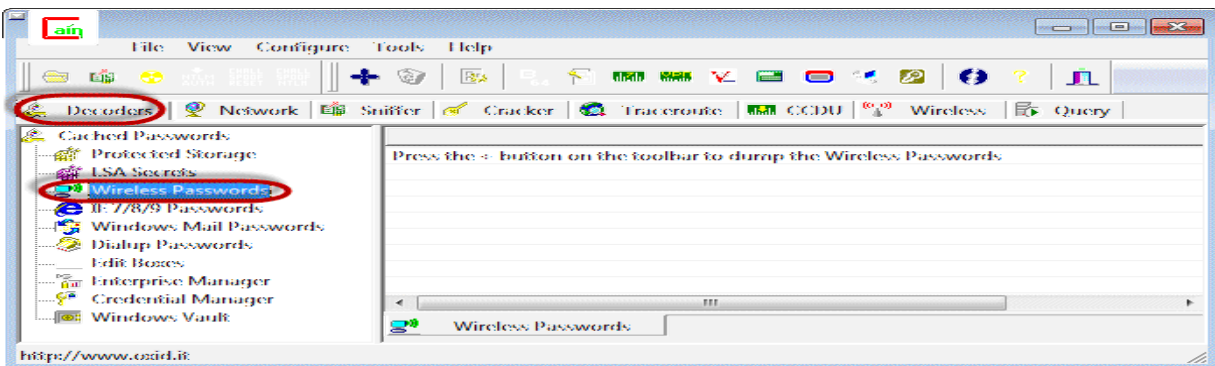 Cain
File View Configure Tools Help
Decoders Network Sniffer Cracker Traceroute CCDU Wireless Query
Cached Passwords
Protected Storage
LSA Secrets
Wireless Passwords
IE 7/8/9 Passwords
Windows Mail Passwords
Dialup Passwords
Edit Boxes
Enterprise Manager
Credential Manager
Windows Vault
Press the + button on the toolbar to dump the Wireless Passwords
Wireless Passwords
http://www.oxid.it